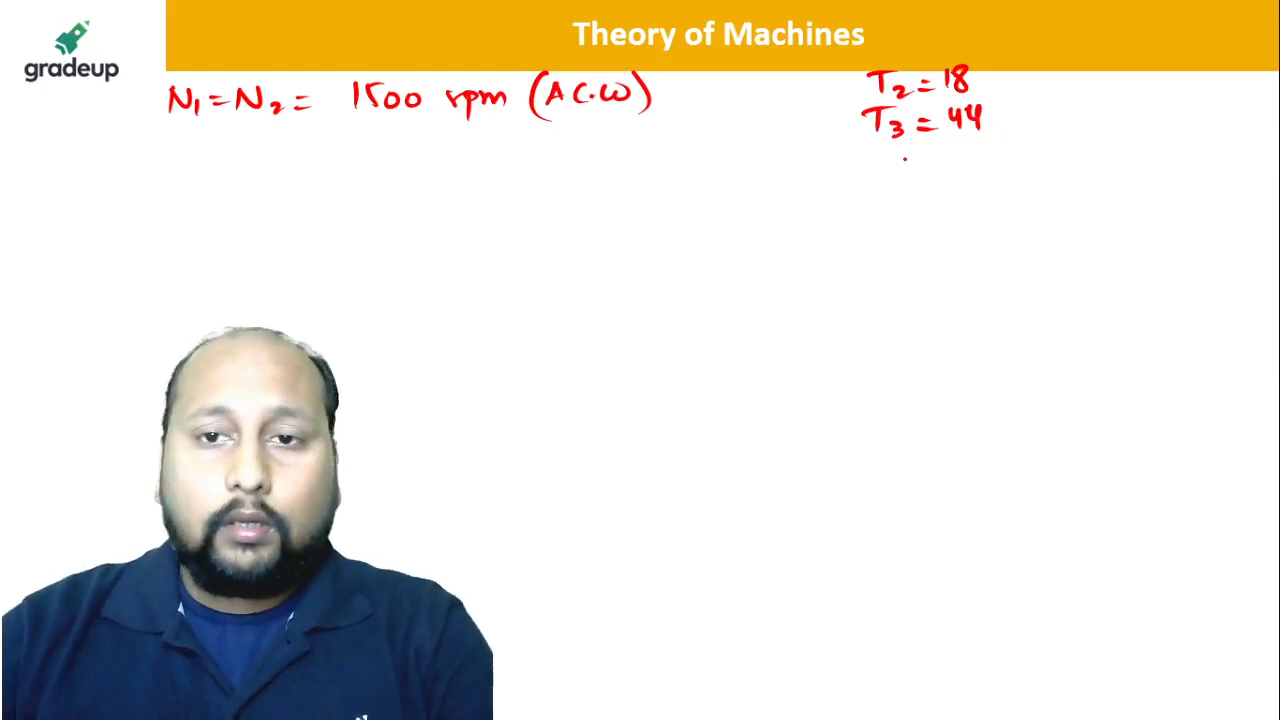 Theory of Machines
gradeup
N₁ = N₂ = 1500 rpm (A C.W)
T₂ = 18
T₃ = 44